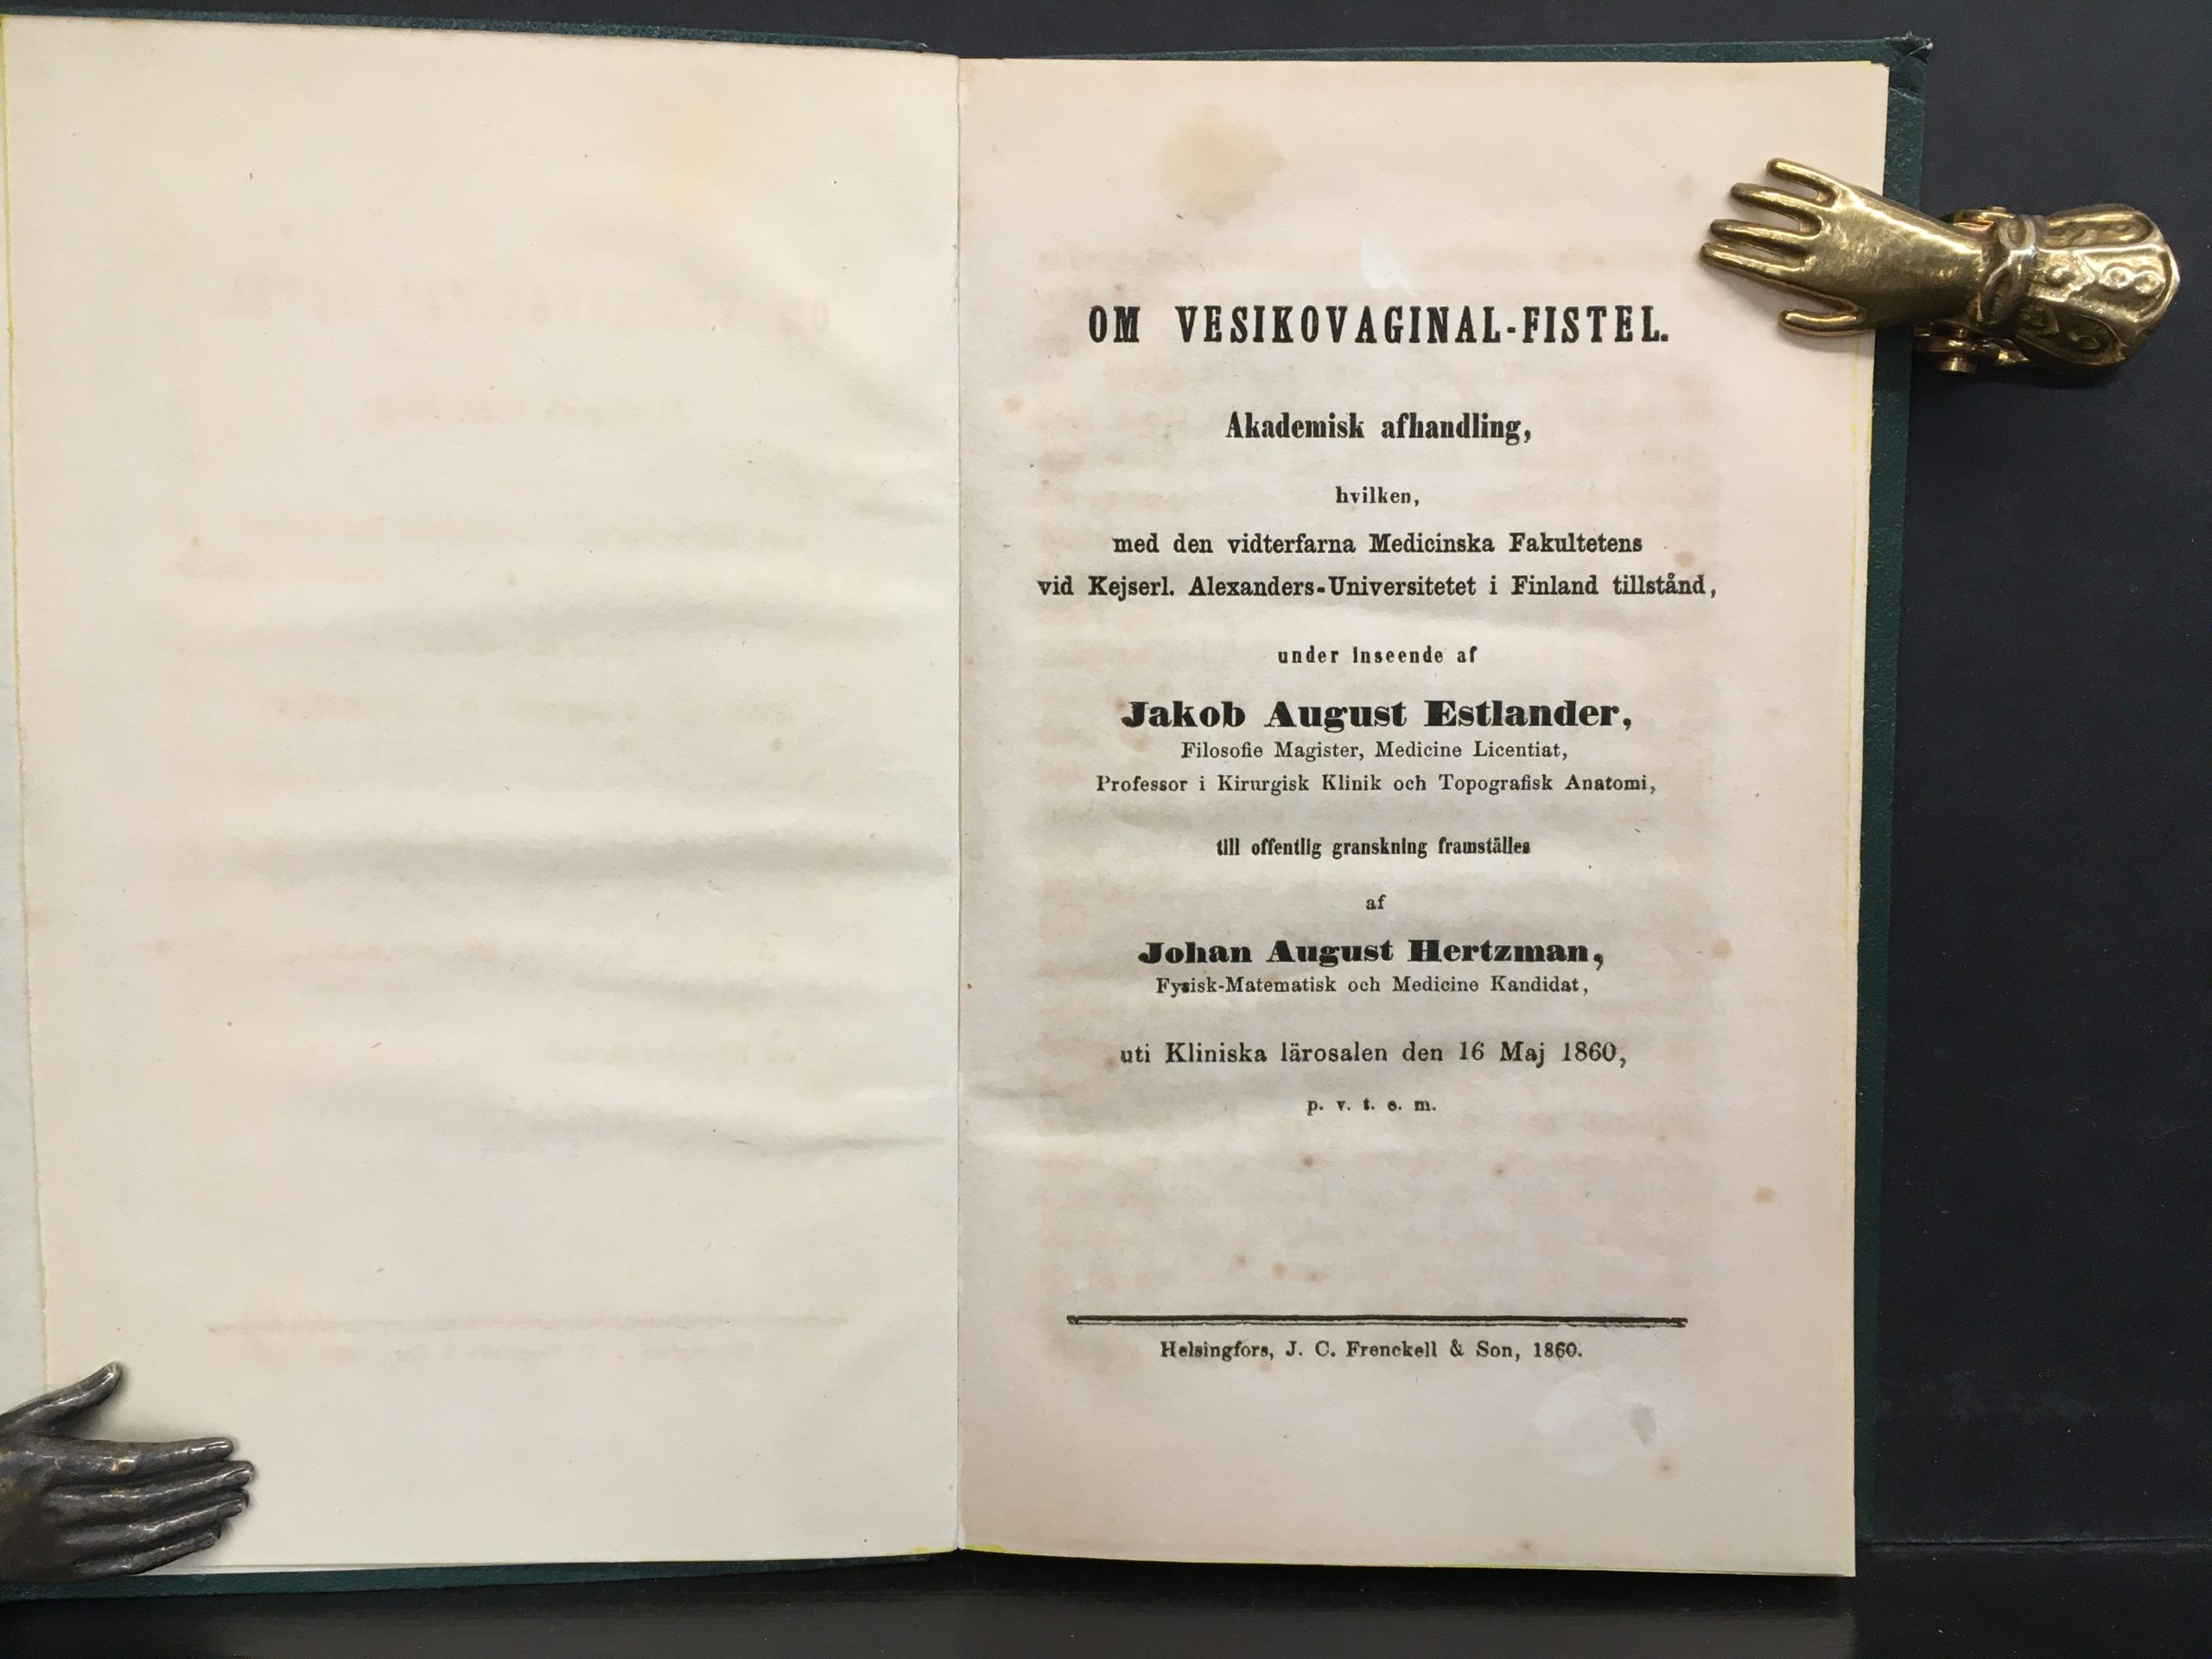 OM VESIKOVAGINAL-FISTEL.
Akademisk afhandling,
hvilken,
med den vidterfarna Medicinska Fakultetens
vid Kejserl. Alexanders-Universitetet i Finland tillstånd,
under inseende af
Jakob August Estlander,
Filosofie Magister, Medicine Licentiat,
Professor i Kirurgisk Klinik och Topografisk Anatomi,
till offentlig granskning framställes
af
Johan August Hertzman,
Fysisk-Matematisk och Medicine Kandidat,
uti Kliniska lärosalen den 16 Maj 1860,
p. v. t. e. m.
Helsingfors, J. C. Frenckell & Son, 1860.